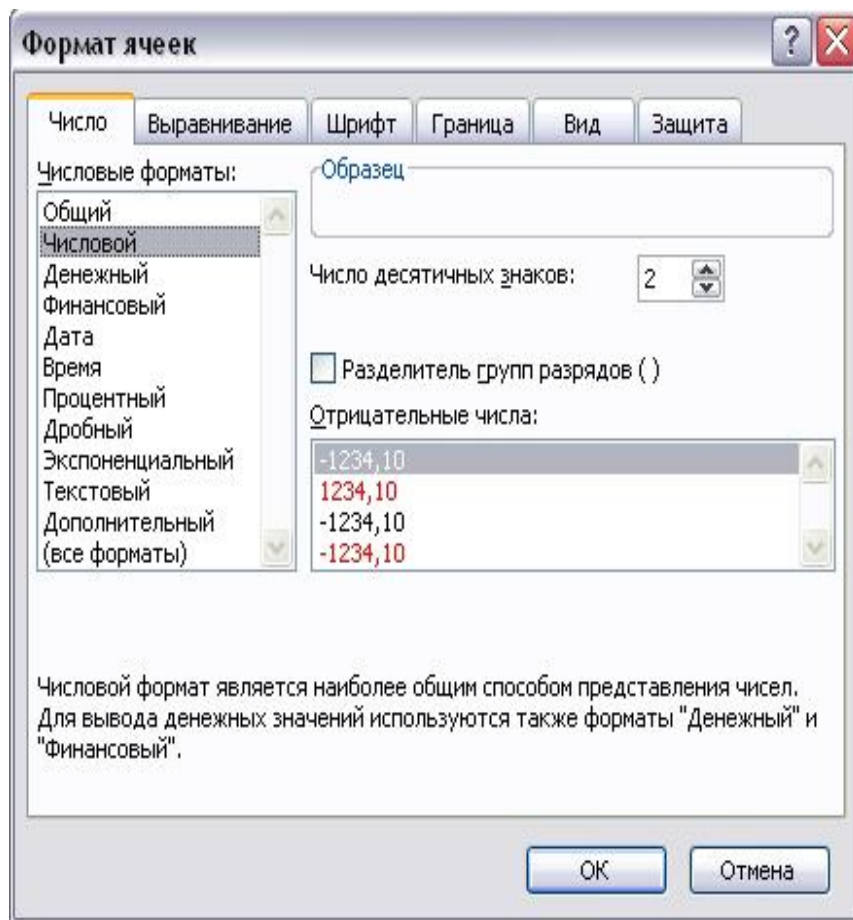 Формат ячеек
?
Число
Выравнивание
Шрифт
Граница
Вид
Защита
Числовые форматы:
Общий
Числовой
Денежный
Финансовый
Дата
Время
Процентный
Дробный
Экспоненциальный
Текстовый
Дополнительный
(все форматы)
Образец
Число десятичных знаков:
2
Разделитель групп разрядов ( )
Отрицательные числа:
-1234,10
1234,10
-1234,10
-1234,10
Числовой формат является наиболее общим способом представления чисел.
Для вывода денежных значений используются также форматы "Денежный" и
"Финансовый".
ОК
Отмена